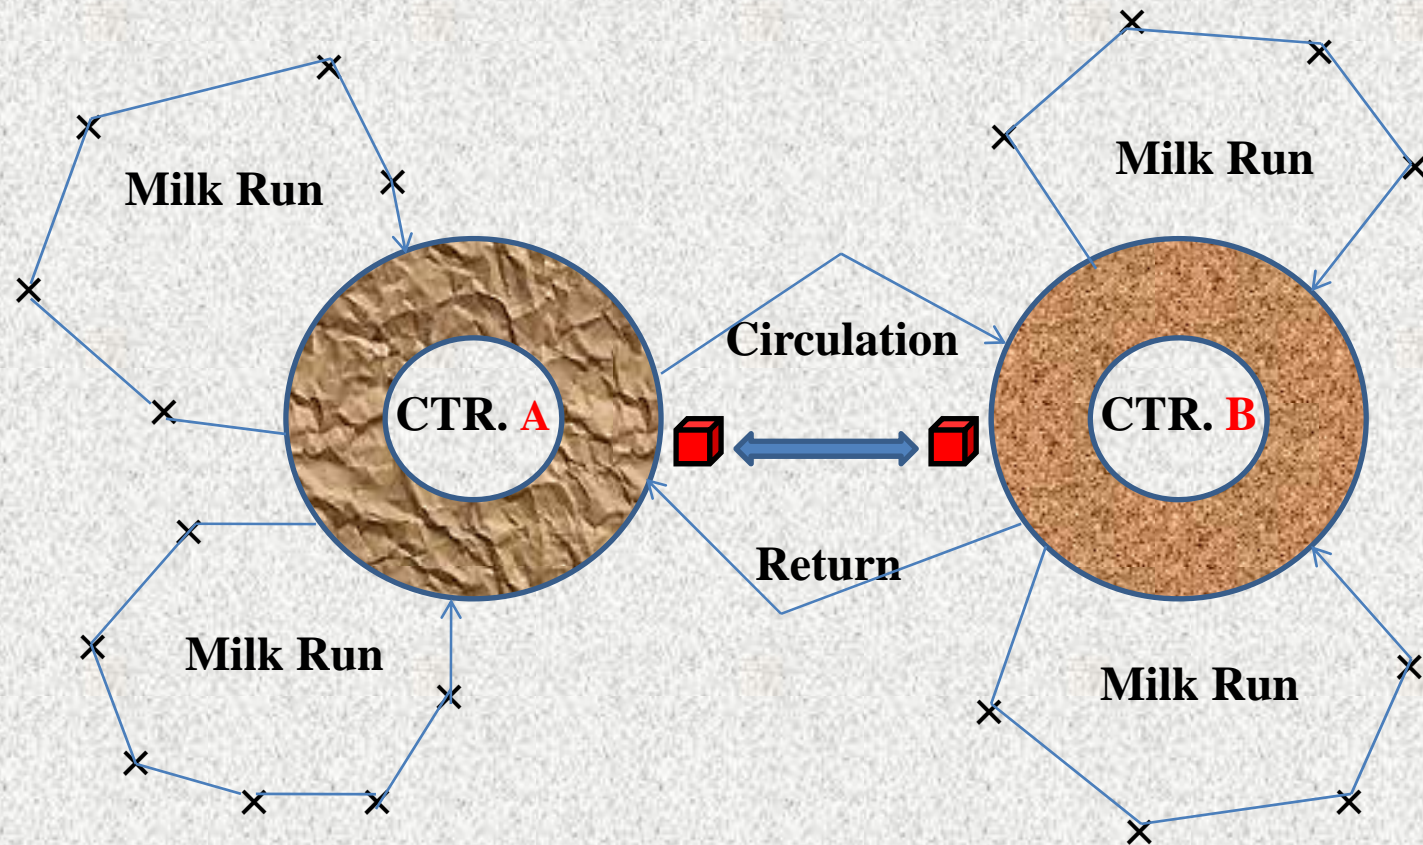 Milk Run
Milk Run
Circulation
CTR. A
CTR. B
Return
Milk Run
Milk Run